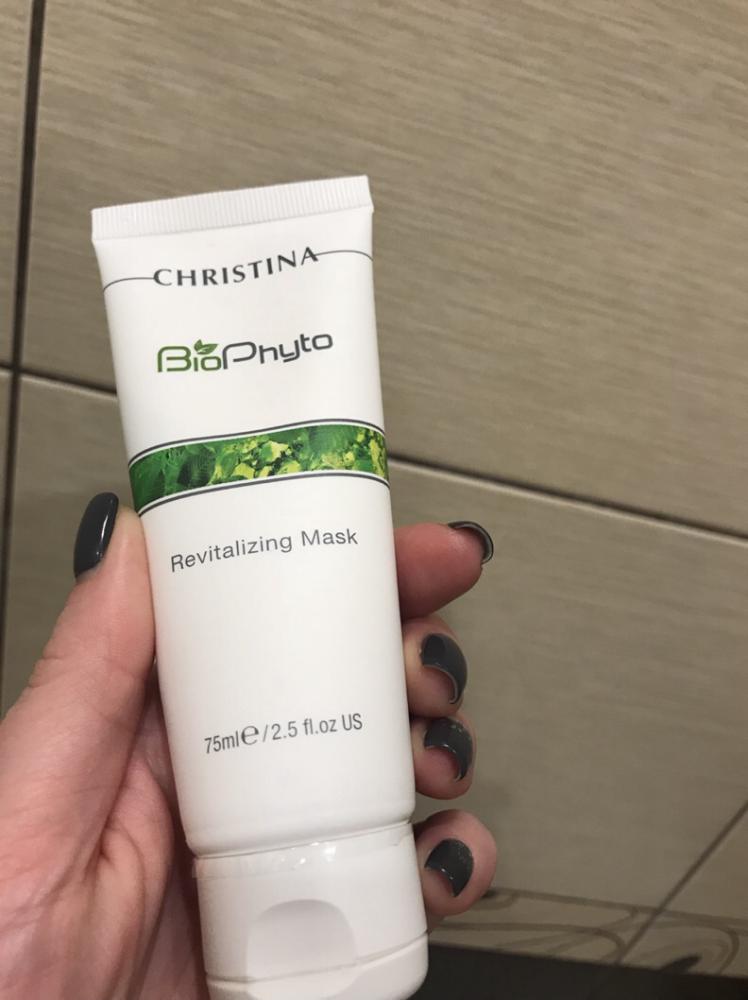 CHRISTINA
BioPhyto
Revitalizing Mask
75ml℮/2.5 fl.oz US